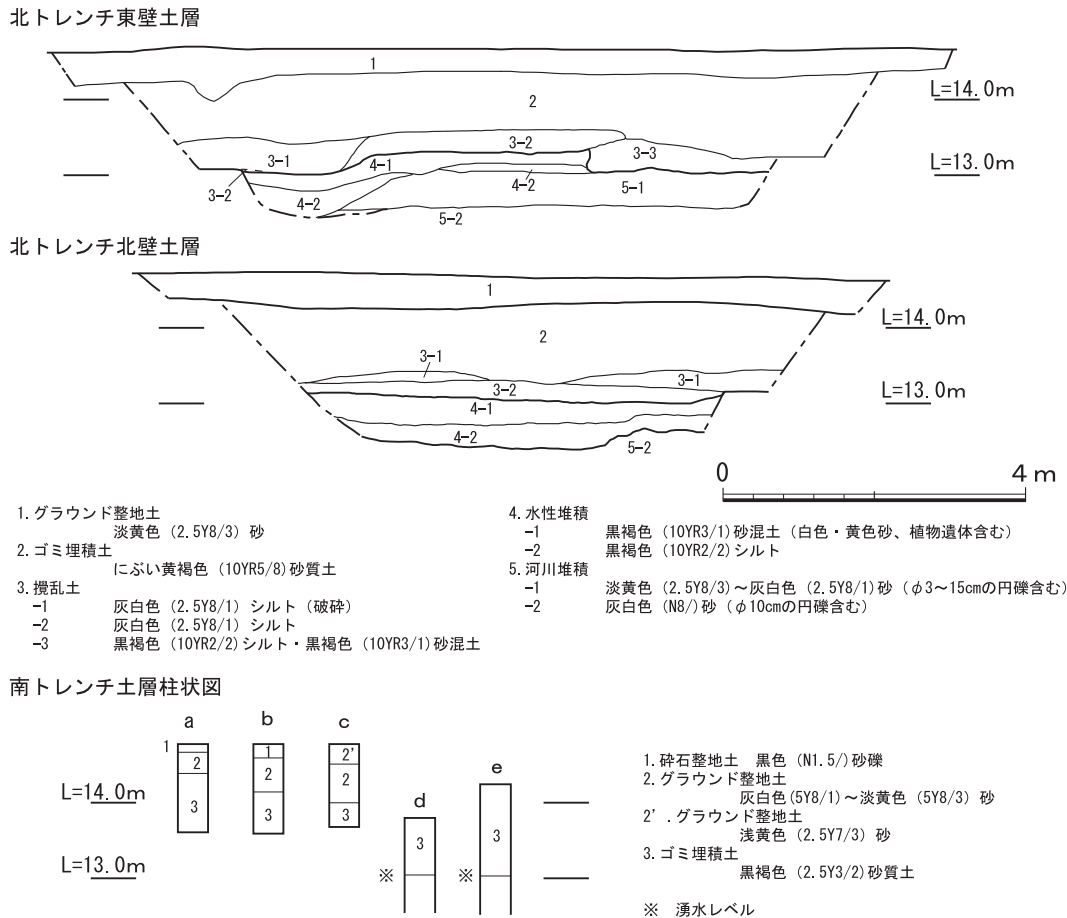 北トレンチ東壁土層
1
L=14.0m
2
3-2
3-1
3-3
4-1
L=13.0m
3-2
4-2
4-2
5-1
5-2
北トレンチ北壁土層
1
L=14.0m
2
3-1
3-1
3-2
L=13.0m
4-1
4-2
5-2
0 4 m
1. グラウンド整地土
淡黄色 (2.5Y8/3) 砂
2. ゴミ埋積土
にぶい黄褐色 (10YR5/8) 砂質土
3. 攪乱土
-1 灰白色 (2.5Y8/1) シルト (破砕)
-2 灰白色 (2.5Y8/1) シルト
-3 黒褐色 (10YR2/2) シルト・黒褐色 (10YR3/1) 砂混土
4. 水性堆積
-1 黒褐色 (10YR3/1) 砂混土 (白色・黄色砂、植物遺体含む)
-2 黒褐色 (10YR2/2) シルト
5. 河川堆積
-1 淡黄色 (2.5Y8/3)～灰白色 (2.5Y8/1) 砂 (φ3～15cmの円礫含む)
-2 灰白色 (N8/) 砂 (φ10cmの円礫含む)
南トレンチ土層柱状図
a b c
1 1 2'
2 2 2
3 3 3
d e
3 3
L=14.0m
L=13.0m
※ ※
1. 砕石整地土 黒色 (N1.5/) 砂礫
2. グラウンド整地土
灰白色 (5Y8/1)～淡黄色 (5Y8/3) 砂
2'. グラウンド整地土
浅黄色 (2.5Y7/3) 砂
3. ゴミ埋積土
黒褐色 (2.5Y3/2) 砂質土
※ 湧水レベル